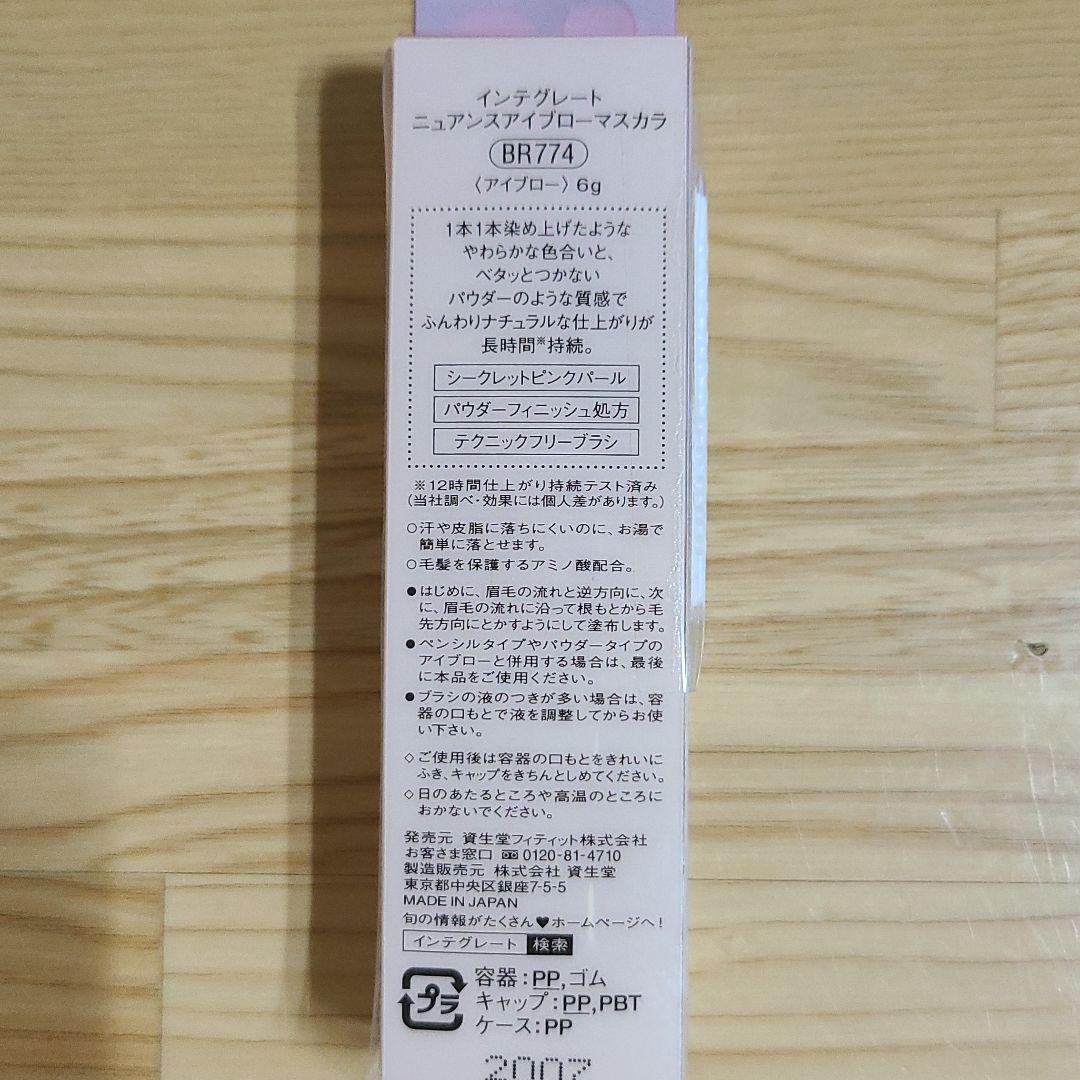 インテグレート
ニュアンスアイブローマスカラ
BR774
〈アイブロー〉6g
1本1本染め上げたような
やわらかな色合いと、
ベタッとつかない
パウダーのような質感で
ふんわりナチュラルな仕上がりが
長時間※持続。
シークレットピンクパール
パウダーフィニッシュ処方
テクニックフリーブラシ
※12時間仕上がり持続テスト済み
(当社調べ・効果には個人差があります。)
○汗や皮脂に落ちにくいのに、お湯で
簡単に落とせます。
○毛髪を保護するアミノ酸配合。
●はじめに、眉毛の流れと逆方向に、次
に、眉毛の流れに沿って根もとから毛
先方向にとかすようにして塗布します。
●ペンシルタイプやパウダータイプの
アイブローと併用する場合は、最後
に本品をご使用ください。
●ブラシの液のつきが多い場合は、容
器の口もとで液を調整してからお使
い下さい。
◇ご使用後は容器の口もとをきれいに
ふき、キャップをきちんとしめてください。
◇日のあたるところや高温のところに
おかないでください。
発売元 資生堂フィティット株式会社
お客さま窓口 0120-81-4710
製造販売元 株式会社 資生堂
東京都中央区銀座7-5-5
MADE IN JAPAN
旬の情報がたくさん♥ホームページへ!
インテグレート 検索
プラ
容器:PP,ゴム
キャップ:PP,PBT
ケース:PP
2007